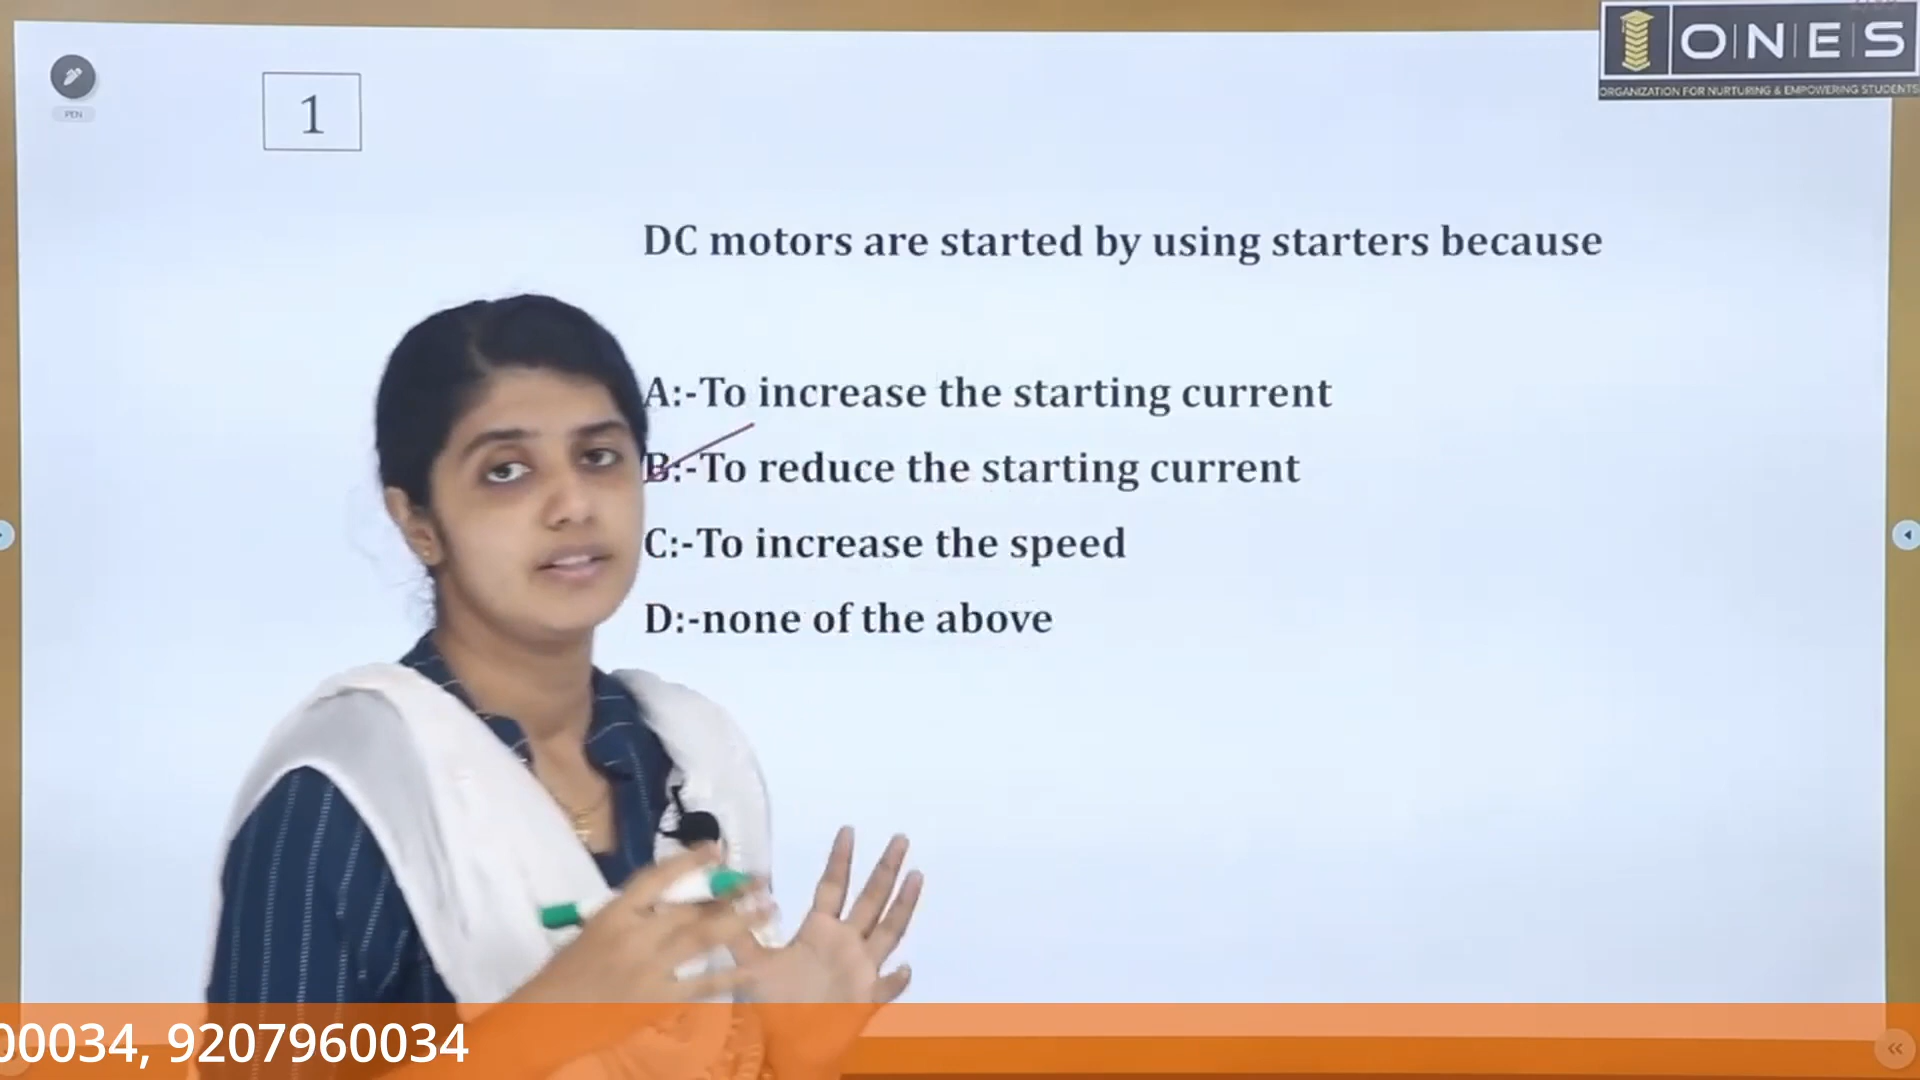 ONES
ORGANIZATION FOR NURTURING & EMPOWERING STUDENTS
PEN
1
DC motors are started by using starters because
A:-To increase the starting current
B:-To reduce the starting current
C:-To increase the speed
D:-none of the above
00034, 9207960034